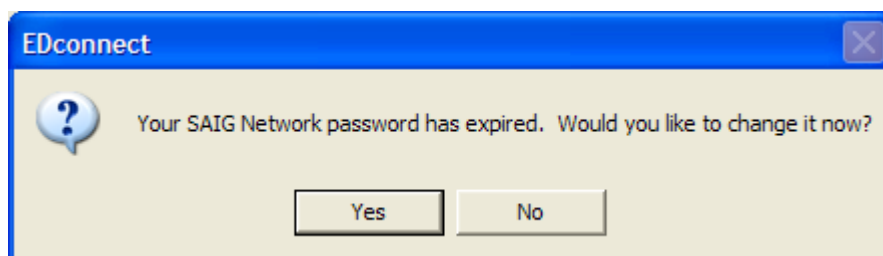 EDconnect
Your SAIG Network password has expired.  Would you like to change it now?
Yes
No